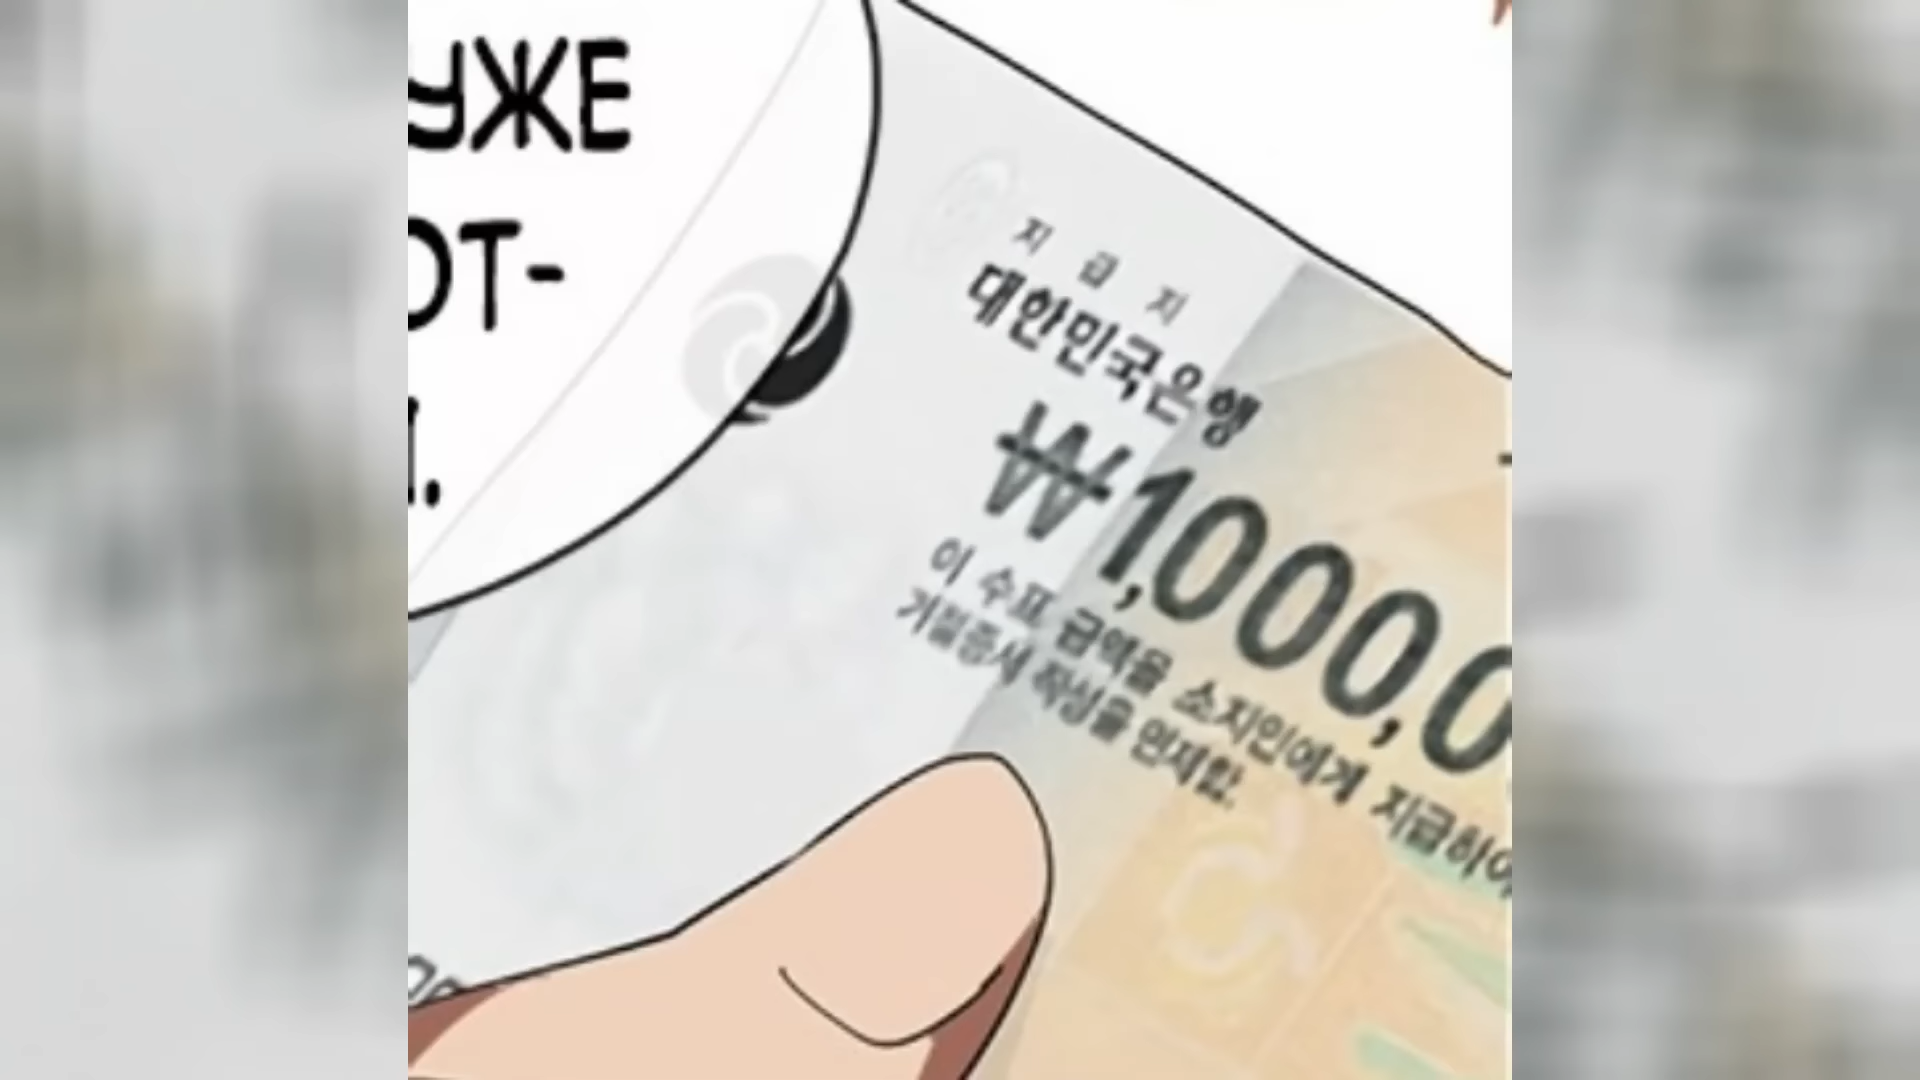 УЖЕ
ОТ-
지급지
대한민국은행
₩1,000,0
이 수표 금액을 소지인에게 지급하여
거절증서 작성을 면제함.